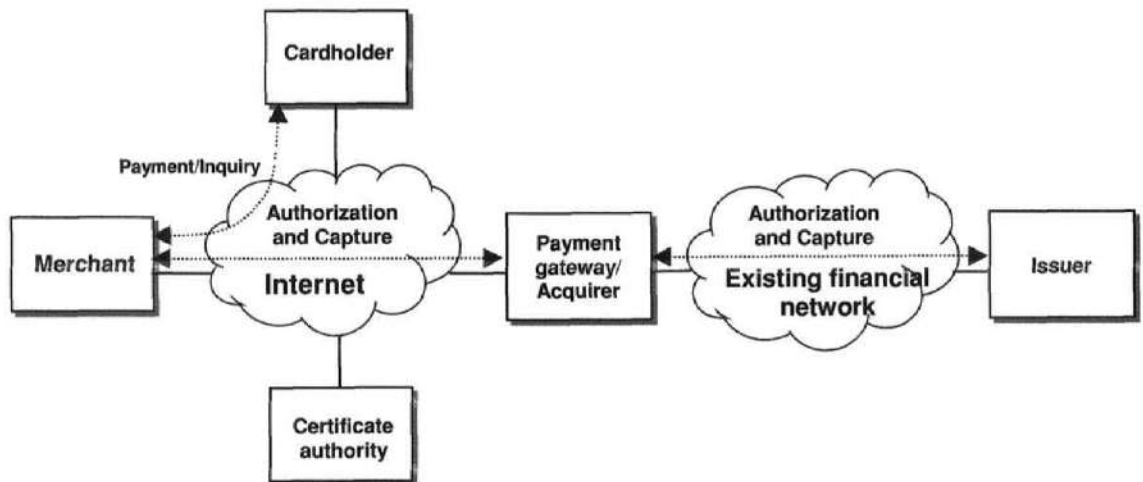 Cardholder
Payment/Inquiry
Authorization
and Capture
Internet
Merchant
Payment
gateway/
Acquirer
Authorization
and Capture
Existing financial
network
Issuer
Certificate
authority